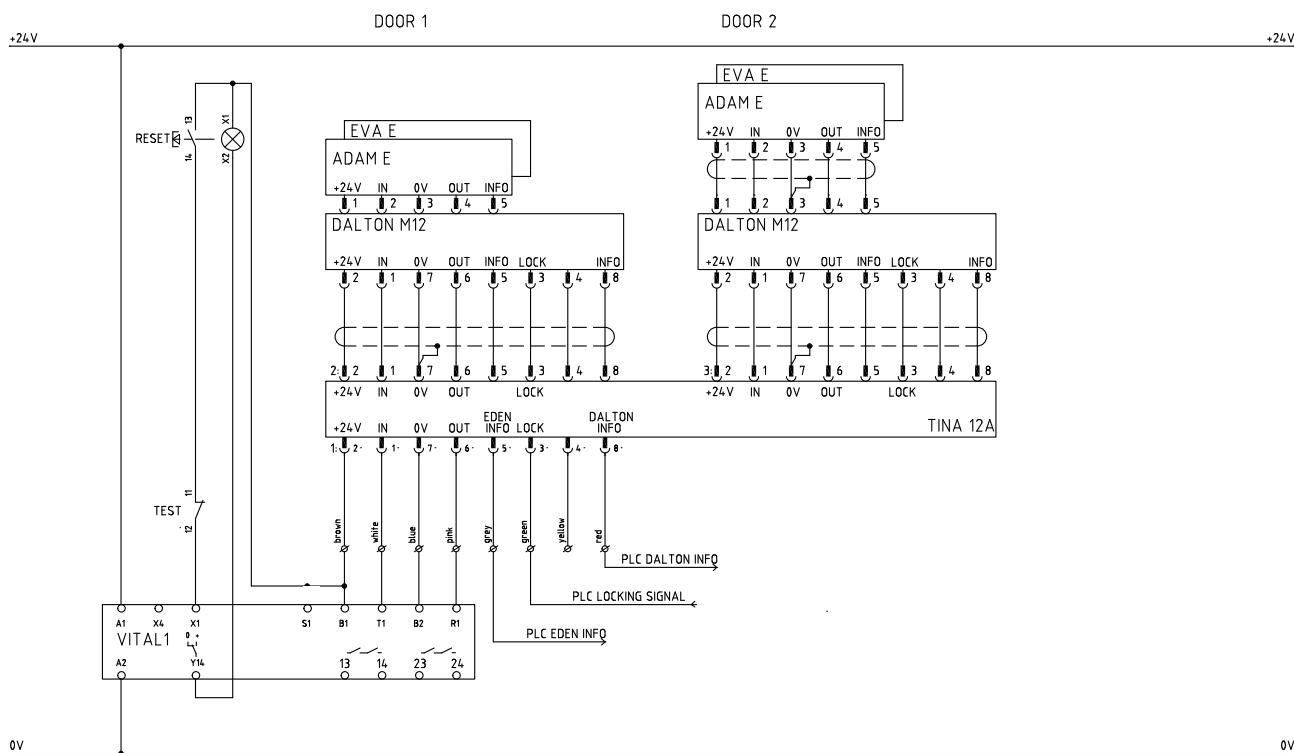 DOOR 1 DOOR 2
+24V +24V
EVA E
ADAM E
+24V IN 0V OUT INFO
1 2 3 4 5
13 X1
RESET
14 X2
EVA E
ADAM E
+24V IN 0V OUT INFO
1 2 3 4 5 1 2 3 4 5
DALTON M12 DALTON M12
+24V IN 0V OUT INFO LOCK INFO +24V IN 0V OUT INFO LOCK INFO
2 1 7 6 5 3 4 8 2 1 7 6 5 3 4 8
2: 2 1 7 6 5 3 4 8 3: 2 1 7 6 5 3 4 8
+24V IN 0V OUT LOCK +24V IN 0V OUT LOCK
EDEN DALTON
+24V IN 0V OUT INFO LOCK INFO TINA 12A
1: 2- 1- 7- 6- 5- 3- 4- 8-
11
TEST
12
brown white blue pink grey green yellow red
PLC DALTON INFO
PLC LOCKING SIGNAL
A1 X4 X1 S1 B1 T1 B2 R1
PLC EDEN INFO
0 +
VITAL1
A2 Y14 13 14 23 24
0V 0V